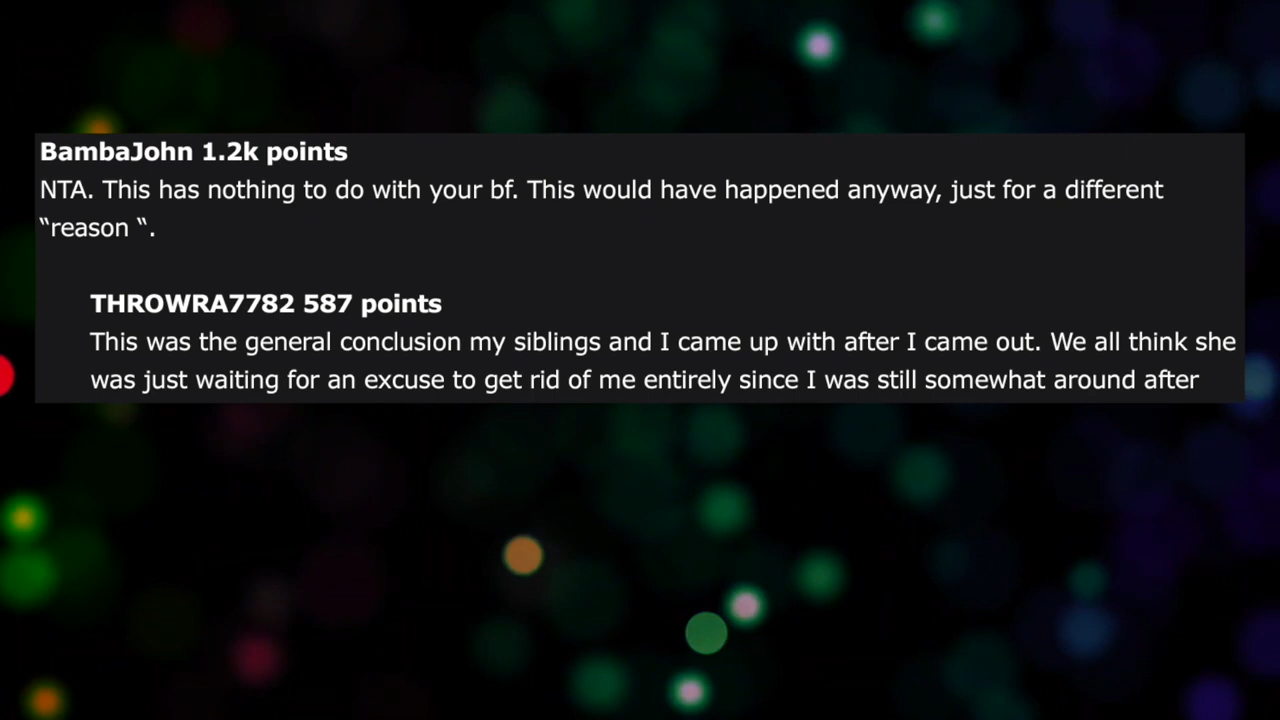 BambaJohn 1.2k points
NTA. This has nothing to do with your bf. This would have happened anyway, just for a different
“reason “.
THROWRA7782 587 points
This was the general conclusion my siblings and I came up with after I came out. We all think she
was just waiting for an excuse to get rid of me entirely since I was still somewhat around after